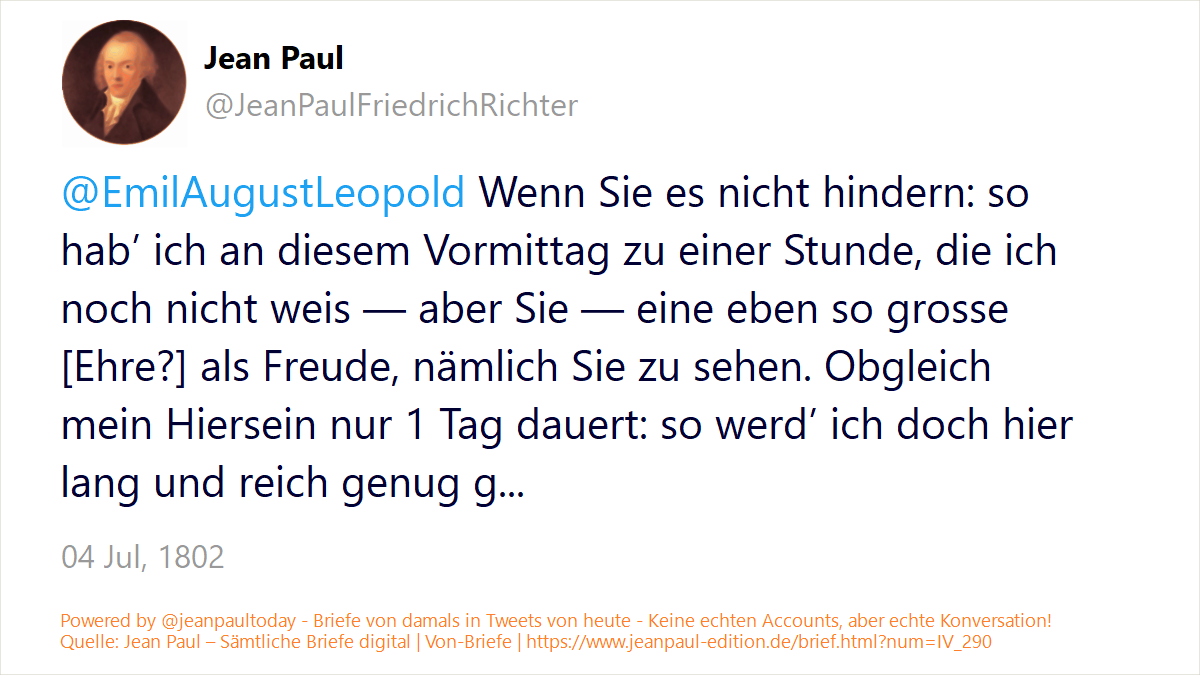 Jean Paul
@JeanPaulFriedrichRichter
@EmilAugustLeopold Wenn Sie es nicht hindern: so
hab’ ich an diesem Vormittag zu einer Stunde, die ich
noch nicht weis — aber Sie — eine eben so grosse
[Ehre?] als Freude, nämlich Sie zu sehen. Obgleich
mein Hiersein nur 1 Tag dauert: so werd’ ich doch hier
lang und reich genug g...
04 Jul, 1802
Powered by @jeanpaultoday - Briefe von damals in Tweets von heute - Keine echten Accounts, aber echte Konversation!
Quelle: Jean Paul – Sämtliche Briefe digital | Von-Briefe | https://www.jeanpaul-edition.de/brief.html?num=IV_290